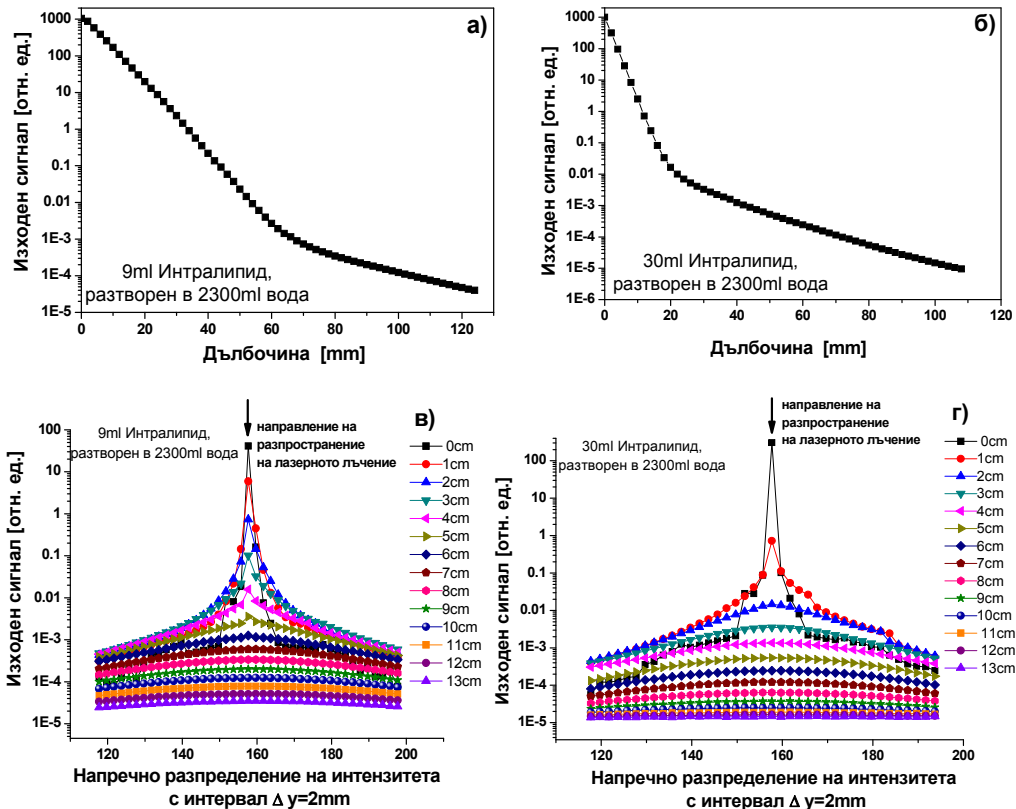 а)
1000
100
10
1
0.1
0.01
1E-3
1E-4
1E-5
Изходен сигнал [отн. ед.]
9ml Интралипид,
разтворен в 2300ml вода
0 20 40 60 80 100 120
Дълбочина [mm]
б)
1000
100
10
1
0.1
0.01
1E-3
1E-4
1E-5
1E-6
Изходен сигнал [отн. ед.]
30ml Интралипид,
разтворен в 2300ml вода
0 20 40 60 80 100
Дълбочина [mm]
в)
100
10
1
0.1
0.01
1E-3
1E-4
1E-5
Изходен сигнал [отн. ед.]
9ml Интралипид,
разтворен в 2300ml вода
направление на
разпространение
на лазерното лъчение
0cm
1cm
2cm
3cm
4cm
5cm
6cm
7cm
8cm
9cm
10cm
11cm
12cm
13cm
120 140 160 180 200
Напречно разпределение на интензитета
с интервал Δ y=2mm
г)
100
10
1
0.1
0.01
1E-3
1E-4
1E-5
Изходен сигнал [отн. ед.]
30ml Интралипид,
разтворен в 2300ml вода
направление на
разпространение
на лазерното лъчение
0cm
1cm
2cm
3cm
4cm
5cm
6cm
7cm
8cm
9cm
10cm
11cm
12cm
13cm
120 140 160 180 200
Напречно разпределение на интензитета
с интервал Δ y=2mm